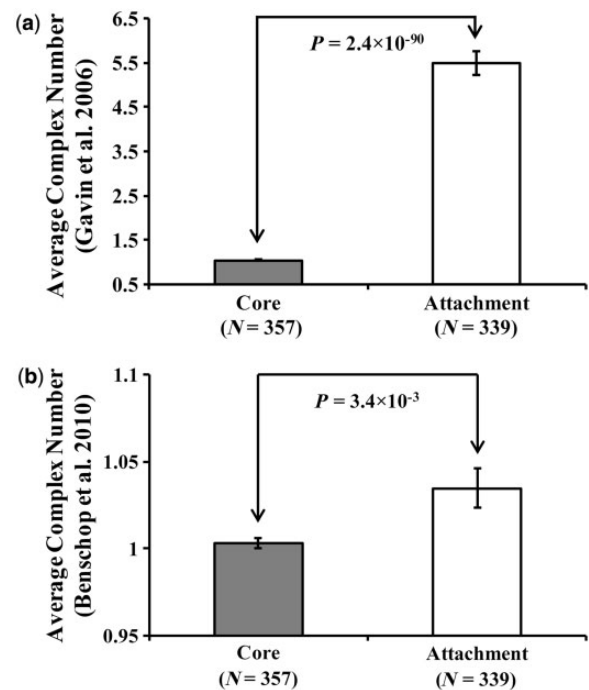 (a)
Average Complex Number
(Gavin et al. 2006)
6.5
5.5
4.5
3.5
2.5
1.5
0.5
P = 2.4×10⁻⁹⁰
Core
(N = 357)
Attachment
(N = 339)
(b)
Average Complex Number
(Benschop et al. 2010)
1.1
1.05
1
0.95
P = 3.4×10⁻³
Core
(N = 357)
Attachment
(N = 339)